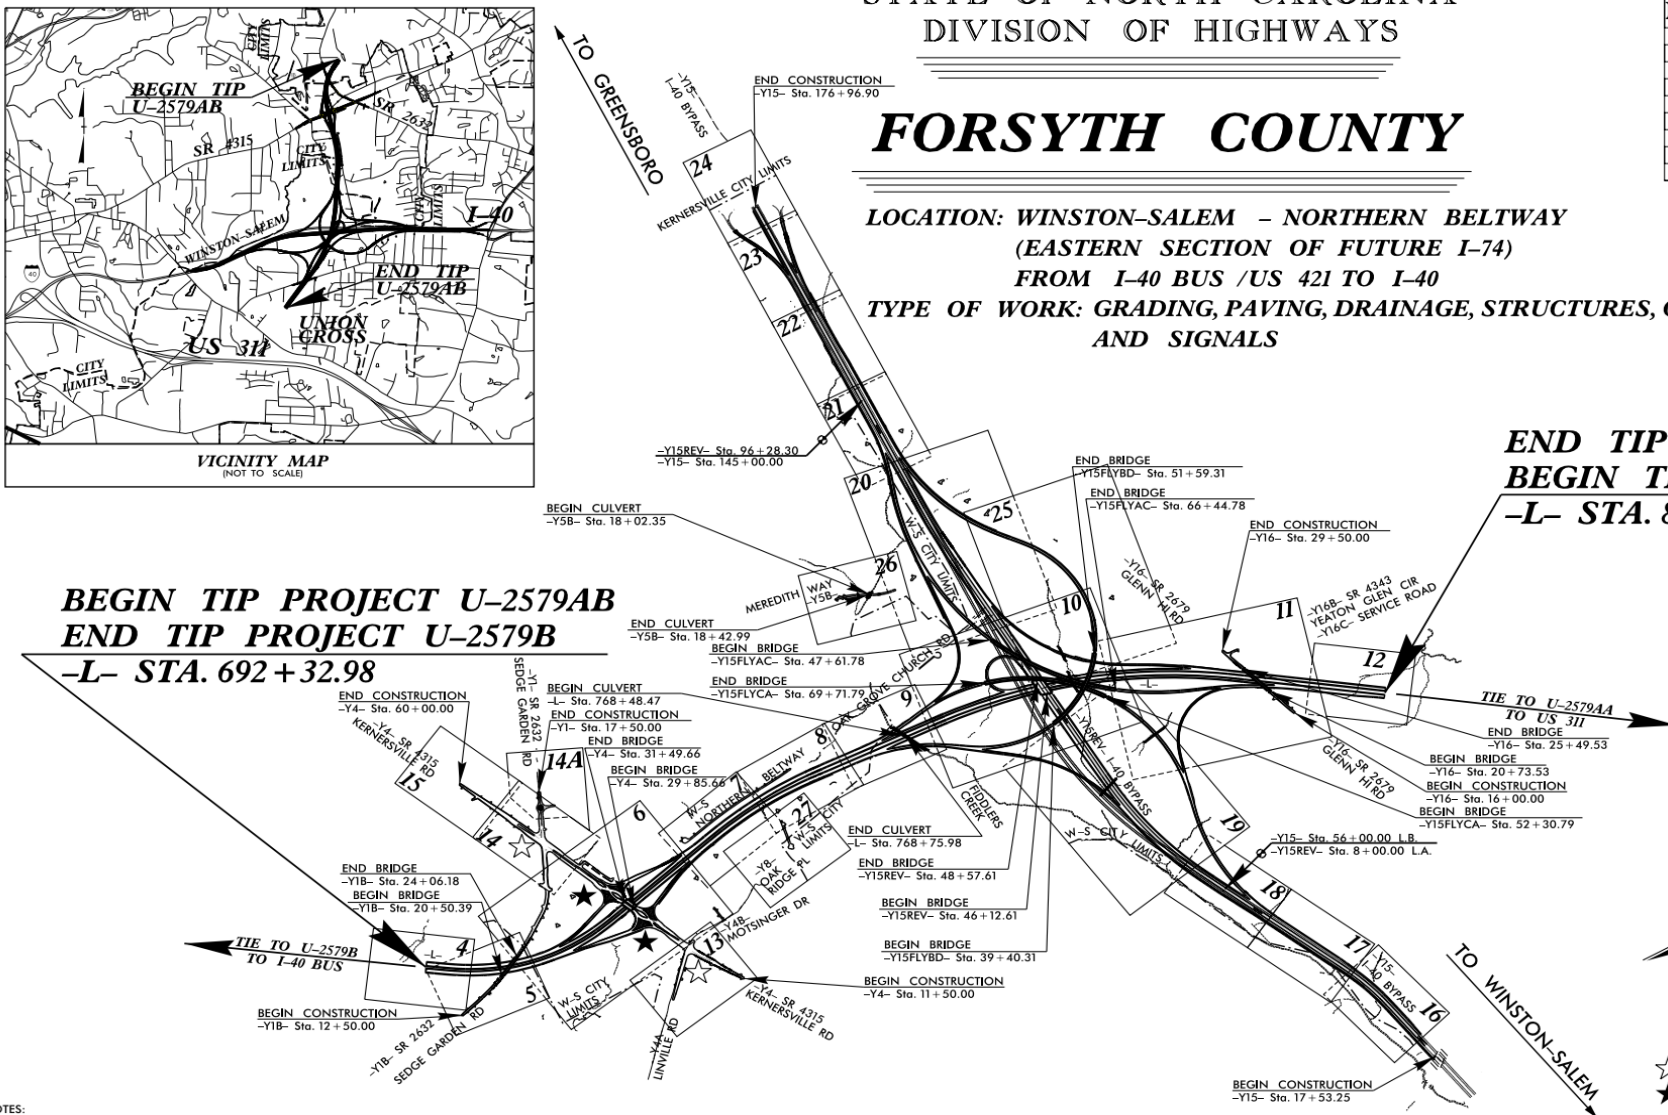 STATE OF NORTH CAROLINA
DIVISION OF HIGHWAYS
FORSYTH COUNTY
LOCATION: WINSTON–SALEM – NORTHERN BELTWAY
(EASTERN SECTION OF FUTURE I–74)
FROM I–40 BUS /US 421 TO I–40
TYPE OF WORK: GRADING, PAVING, DRAINAGE, STRUCTURES,
AND SIGNALS
BEGIN TIP
U–2579AB
CITY
LIMITS
SR 2632
SR 4315
CITY
LIMITS
CITY
LIMITS
I–40
WINSTON–SALEM
40
END TIP
U–2579AB
UNION
CROSS
US 311
CITY
LIMITS
VICINITY MAP
(NOT TO SCALE)
TO GREENSBORO
–Y15–
I–40 BYPASS
END CONSTRUCTION
–Y15– Sta. 176+96.90
24
KERNERSVILLE CITY LIMITS
23
22
21
–Y15REV– Sta. 96+28.30
–Y15– Sta. 145+00.00
20
W–S CITY LIMITS
25
END BRIDGE
–Y15FLYBD– Sta. 51+59.31
END BRIDGE
–Y15FLYAC– Sta. 66+44.78
END CONSTRUCTION
–Y16– Sta. 29+50.00
END TIP
BEGIN
–L– STA.
BEGIN CULVERT
–Y5B– Sta. 18+02.35
26
MEREDITH WAY
–Y5B–
END CULVERT
–Y5B– Sta. 18+42.99
BEGIN BRIDGE
–Y15FLYAC– Sta. 47+61.78
END BRIDGE
–Y15FLYCA– Sta. 69+71.79
OAK GROVE CHURCH RD
10
–Y16– SR 2679
GLENN HI RD
11
–Y16B– SR 4343
YEATON GLEN CIR
–Y16C– SERVICE ROAD
12
–L–
TIE TO U–2579AA
TO US 311
END BRIDGE
–Y16– Sta. 25+49.53
BEGIN BRIDGE
–Y16– Sta. 20+73.53
BEGIN CONSTRUCTION
–Y16– Sta. 16+00.00
BEGIN BRIDGE
–Y15FLYCA– Sta. 52+30.79
–Y16– SR 2679
GLENN HI RD
BEGIN TIP PROJECT U–2579AB
END TIP PROJECT U–2579B
–L– STA. 692+32.98
END CONSTRUCTION
–Y4– Sta. 60+00.00
–Y4– SR 4315
KERNERSVILLE RD
15
–Y1– SR 2632
SEDGE GARDEN RD
BEGIN CULVERT
–L– Sta. 768+48.47
END CONSTRUCTION
–Y1– Sta. 17+50.00
END BRIDGE
–Y4– Sta. 31+49.66
BEGIN BRIDGE
–Y4– Sta. 29+85.66
14A
14
6
7
8
9
W–S NORTHERN BELTWAY
27
W–S CITY
LIMITS
–Y8–
OAK RIDGE PL
FIDDLERS
CREEK
END CULVERT
–L– Sta. 768+75.98
END BRIDGE
–Y15REV– Sta. 48+57.61
BEGIN BRIDGE
–Y15REV– Sta. 46+12.61
BEGIN BRIDGE
–Y15FLYBD– Sta. 39+40.31
–Y15REV– I–40 BYPASS
W–S CITY LIMITS
19
–Y15– Sta. 56+00.00 L.B.
–Y15REV– Sta. 8+00.00 L.A.
18
17
–Y15–
I–40 BYPASS
16
TO WINSTON–SALEM
BEGIN CONSTRUCTION
–Y15– Sta. 17+53.25
END BRIDGE
–Y1B– Sta. 24+06.18
BEGIN BRIDGE
–Y1B– Sta. 20+50.39
TIE TO U–2579B
TO I–40 BUS
–L–
4
5
BEGIN CONSTRUCTION
–Y1B– Sta. 12+50.00
–Y1B– SR 2632
SEDGE GARDEN RD
W–S CITY
LIMITS
13
–Y4B–
MOTSINGER DR
BEGIN CONSTRUCTION
–Y4– Sta. 11+50.00
–Y4– SR 4315
KERNERSVILLE RD
–Y4A–
LINVILLE RD